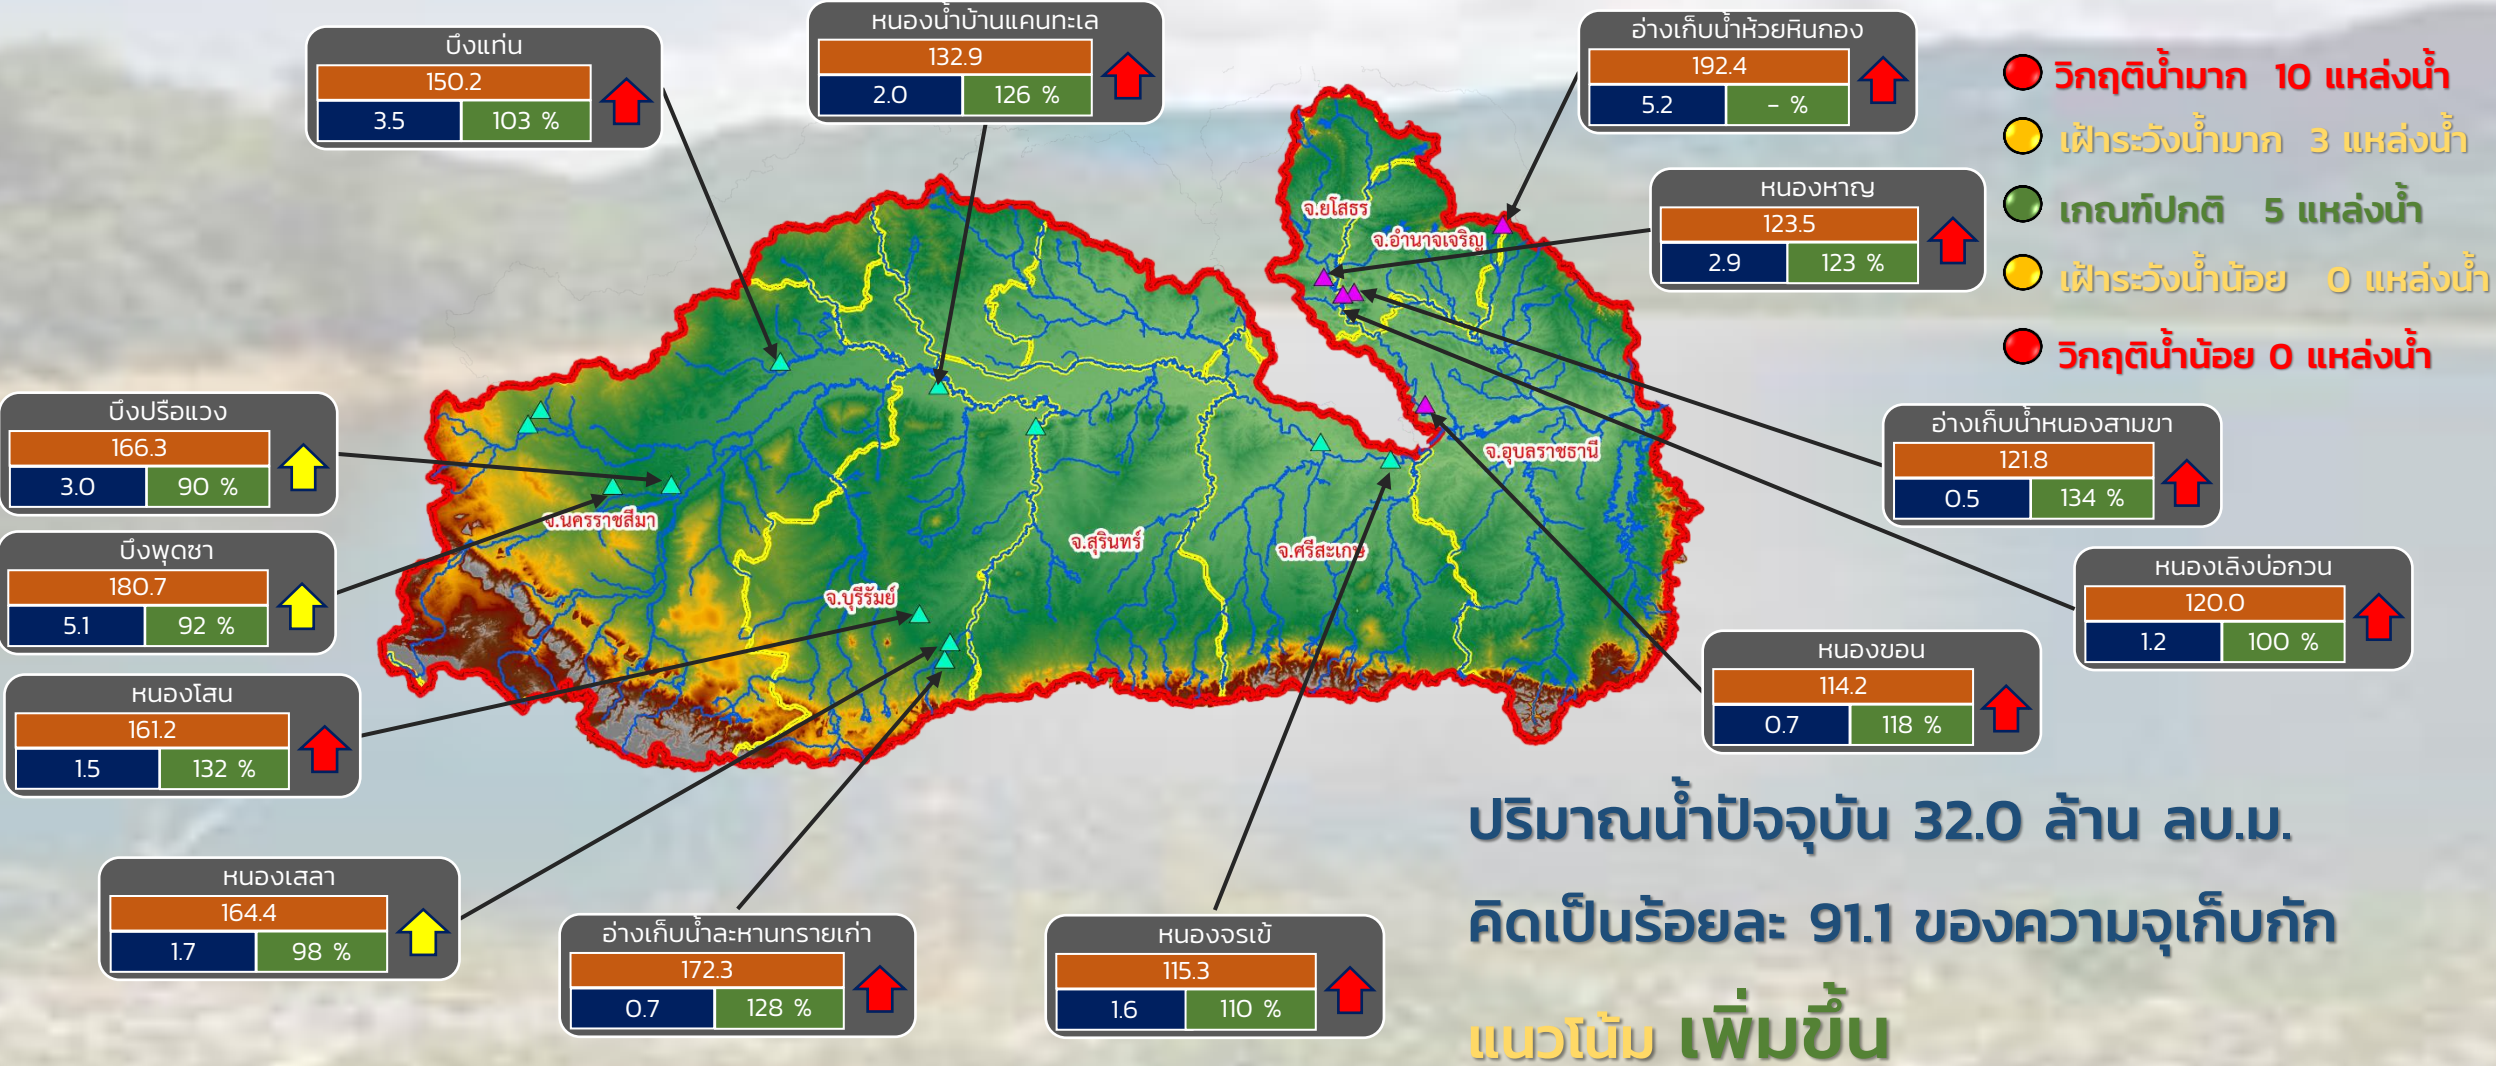 บึงแท่น
150.2
3.5 103 %
หนองน้ำบ้านแคนทะเล
132.9
2.0 126 %
อ่างเก็บน้ำห้วยหินกอง
192.4
5.2 - %
วิกฤติน้ำมาก 10 แหล่งน้ำ
เฝ้าระวังน้ำมาก 3 แหล่งน้ำ
เกณฑ์ปกติ 5 แหล่งน้ำ
เฝ้าระวังน้ำน้อย 0 แหล่งน้ำ
วิกฤติน้ำน้อย 0 แหล่งน้ำ
หนองหาญ
123.5
2.9 123 %
จ.ยโสธร
จ.อำนาจเจริญ
บึงปรือแวง
166.3
3.0 90 %
อ่างเก็บน้ำหนองสามขา
121.8
0.5 134 %
จ.อุบลราชธานี
จ.นครราชสีมา
จ.สุรินทร์
จ.ศรีสะเกษ
จ.บุรีรัมย์
บึงพุดซา
180.7
5.1 92 %
หนองเลิงบ่อกวน
120.0
1.2 100 %
หนองขอน
114.2
0.7 118 %
หนองโสน
161.2
1.5 132 %
หนองเสลา
164.4
1.7 98 %
อ่างเก็บน้ำละหานทรายเก่า
172.3
0.7 128 %
หนองจรเข้
115.3
1.6 110 %
ปริมาณน้ำปัจจุบัน 32.0 ล้าน ลบ.ม.
คิดเป็นร้อยละ 91.1 ของความจุเก็บกัก
แนวโน้ม เพิ่มขึ้น